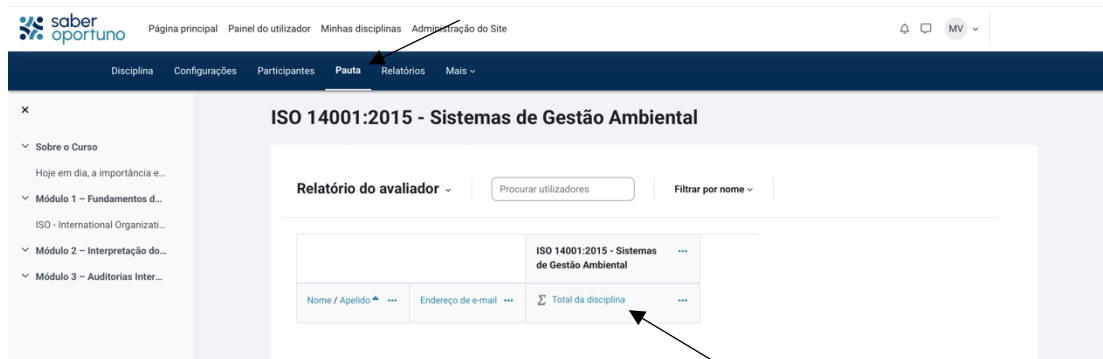 saber
oportuno
Página principal Painel do utilizador Minhas disciplinas Administração do Site
MV
Disciplina Configurações Participantes Pauta Relatórios Mais
ISO 14001:2015 - Sistemas de Gestão Ambiental
Sobre o Curso
Hoje em dia, a importância e...
Módulo 1 – Fundamentos d...
ISO - International Organizati...
Módulo 2 – Interpretação do...
Módulo 3 – Auditorias Inter...
Relatório do avaliador
Procurar utilizadores
Filtrar por nome
ISO 14001:2015 - Sistemas ...
de Gestão Ambiental
Nome / Apelido ... Endereço de e-mail ... Σ Total da disciplina ...